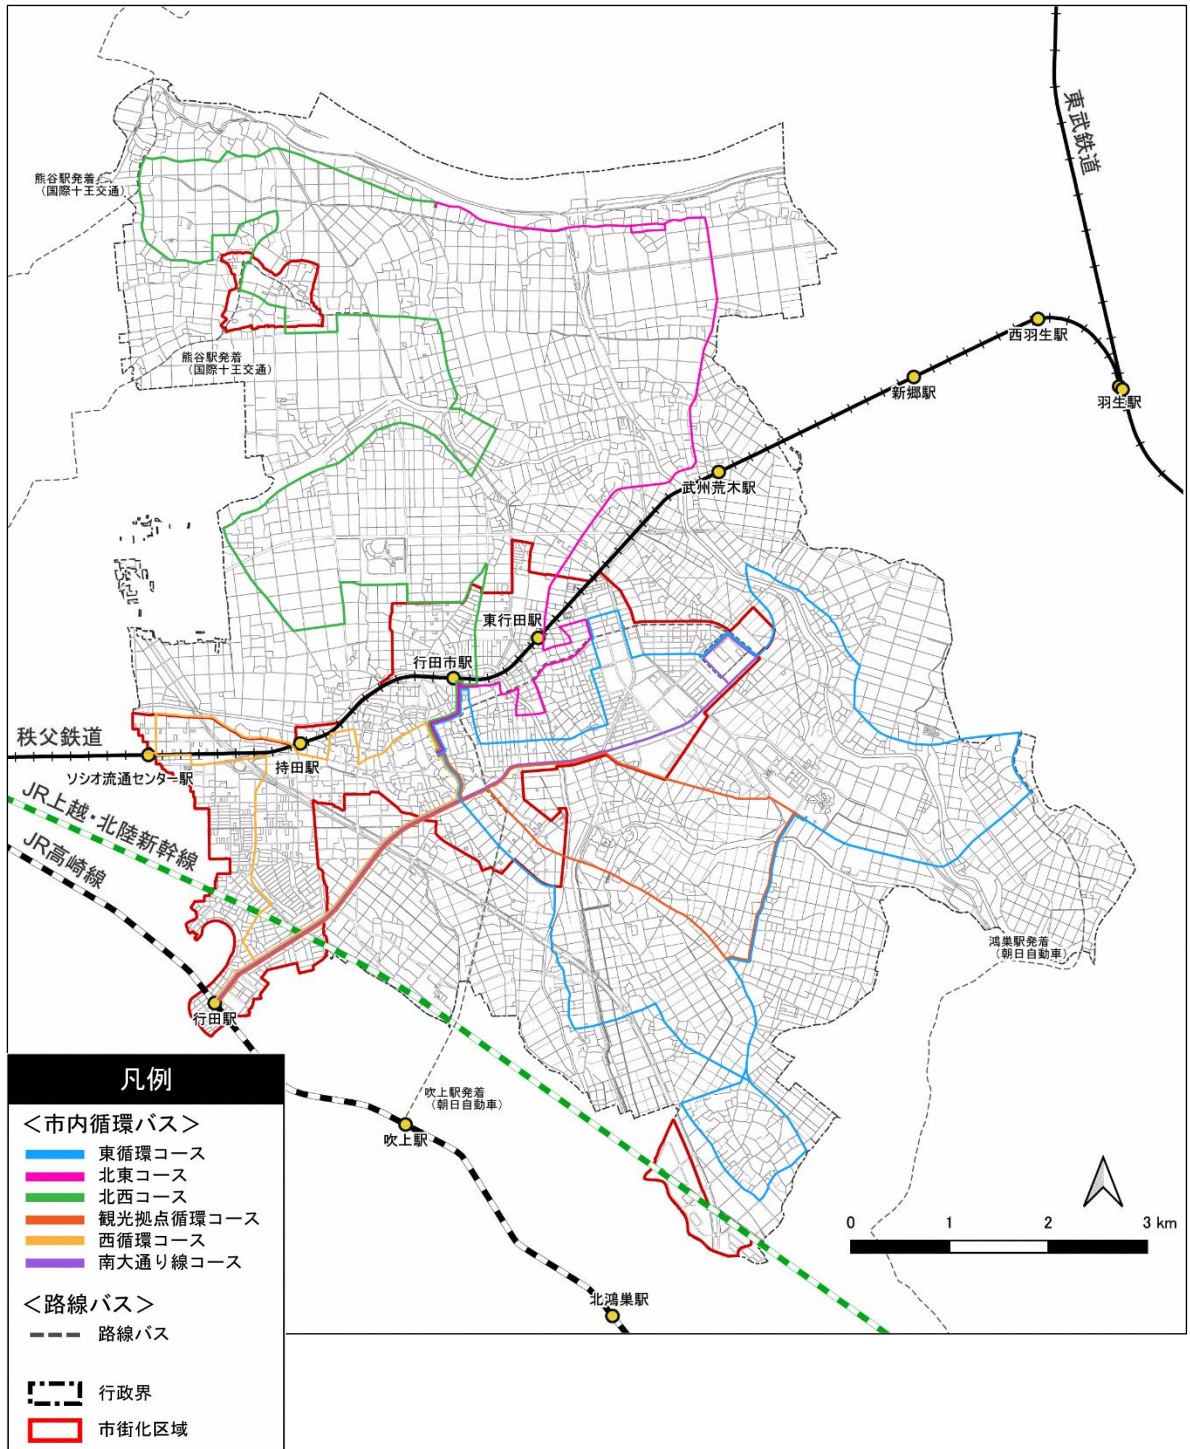 東武鉄道
熊谷駅発着
(国際十王交通)
熊谷駅発着
(国際十王交通)
西羽生駅
新郷駅
羽生駅
武州荒木駅
東行田駅
行田市駅
秩父鉄道
持田駅
ソシオ流通センター駅
JR上越・北陸新幹線
JR高崎線
鴻巣駅発着
(朝日自動車)
行田駅
吹上駅発着
(朝日自動車)
吹上駅
北鴻巣駅
0 1 2 3 km
凡例
<市内循環バス>
東循環コース
北東コース
北西コース
観光拠点循環コース
西循環コース
南大通り線コース
<路線バス>
路線バス
行政界
市街化区域